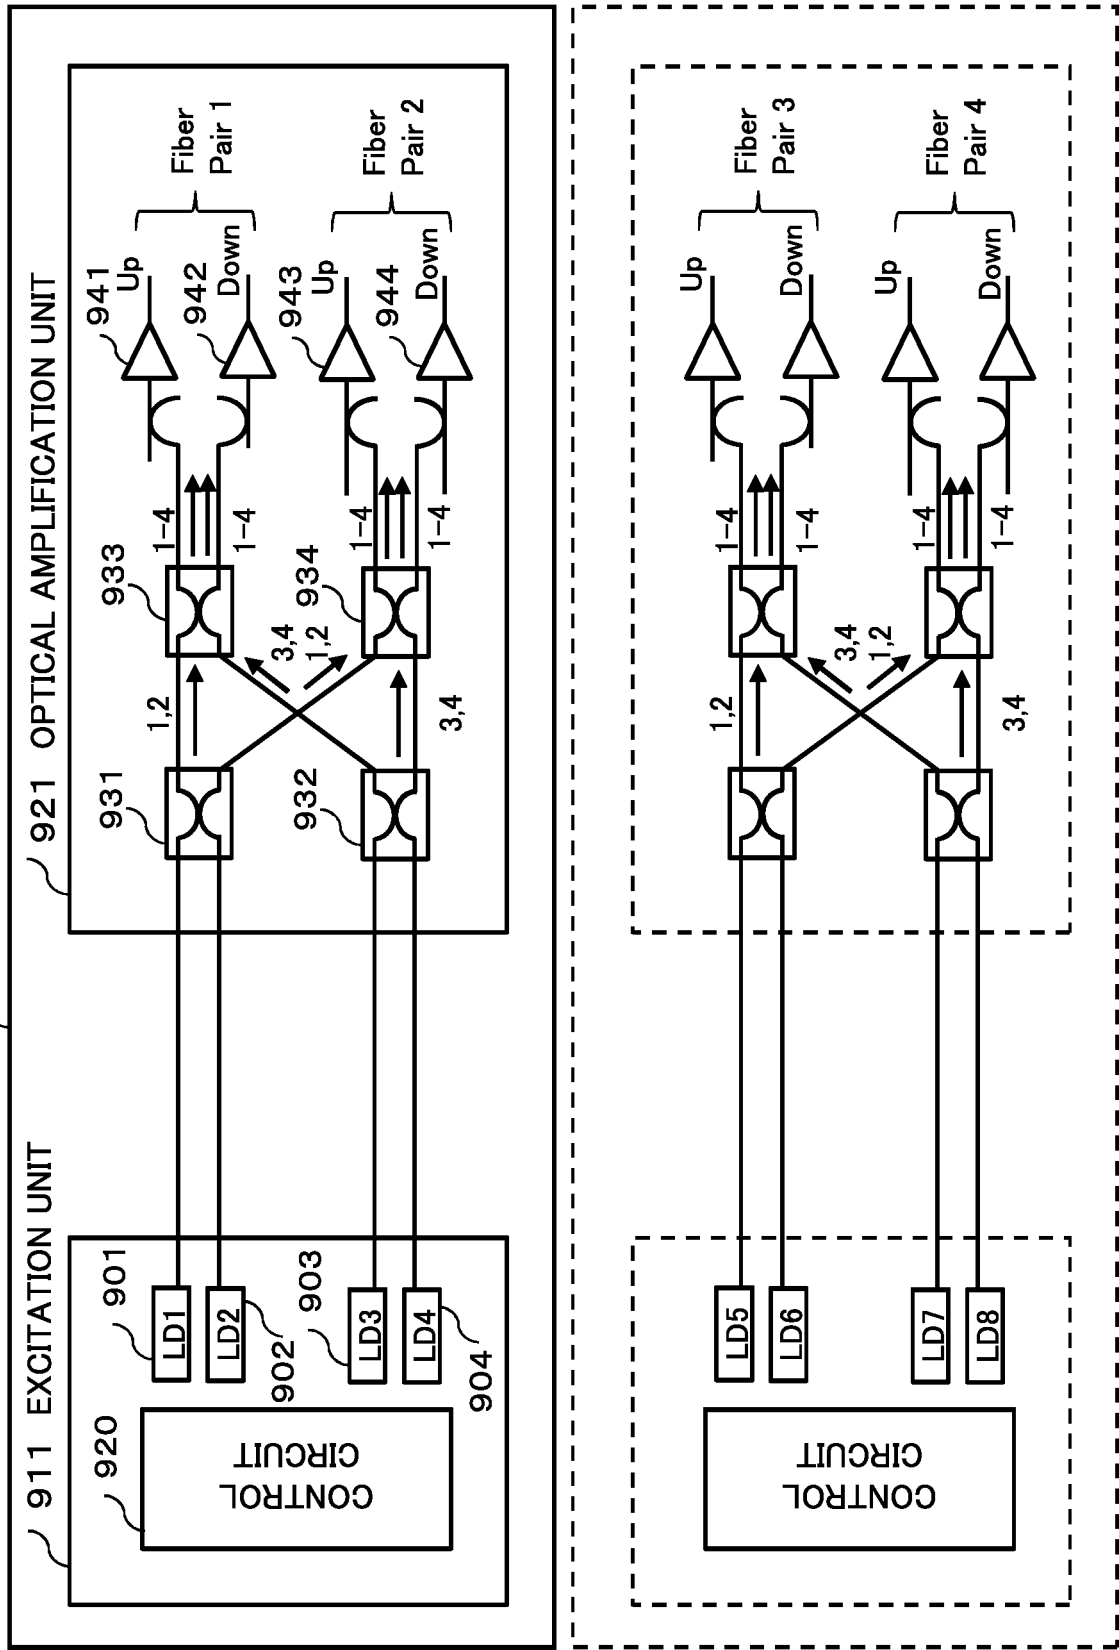 911 EXCITATION UNIT
921 OPTICAL AMPLIFICATION UNIT
920
CONTROL
CIRCUIT
901
LD1
LD2
902
903
LD3
LD4
904
931
932
1,2
3,4
1,2
3,4
933
934
1-4
1-4
1-4
1-4
941
Up
942
Down
943
Up
944
Down
Fiber
Pair 1
Fiber
Pair 2
CONTROL
CIRCUIT
LD5
LD6
LD7
LD8
1,2
3,4
1,2
3,4
1-4
1-4
1-4
1-4
Up
Down
Up
Down
Fiber
Pair 3
Fiber
Pair 4